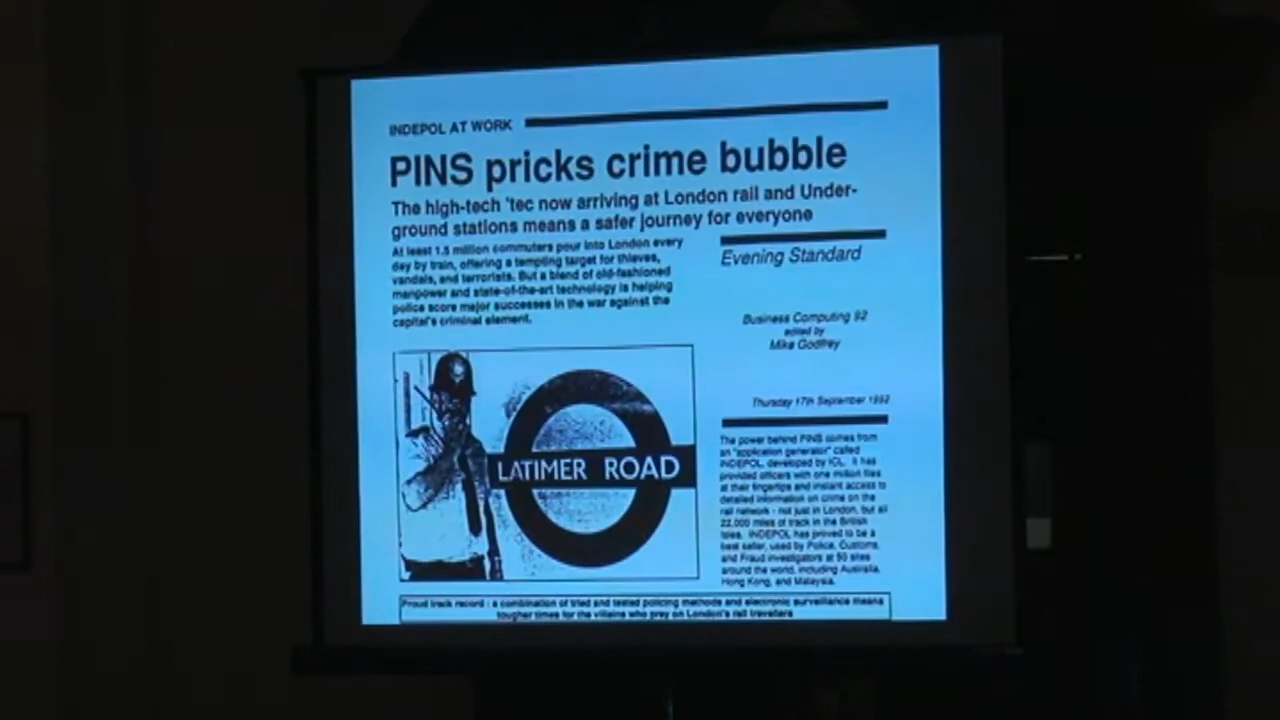 INDEPOL AT WORK
PINS pricks crime bubble
The high-tech 'tec now arriving at London rail and Under-
ground stations means a safer journey for everyone
At least 1.5 million commuters pour into London every
day by train, offering a tempting target for thieves,
vandals, and terrorists. But a blend of old-fashioned
manpower and state-of-the-art technology is helping
police score major successes in the war against the
capital's criminal element.
Evening Standard
Business Computing 92
edited by
Mike Godfrey
Thursday 17th September 1992
LATIMER ROAD
The power behind PINS comes from
an "application generator" called
INDEPOL, developed by ICL. It has
provided officers with one million files
at their fingertips and instant access to
detailed information on crime on the
rail network - not just in London, but all
22,000 miles of track in the British
Isles. INDEPOL has proved to be a
best seller, used by Police, Customs,
and Fraud investigators at 50 sites
around the world, including Australia,
Hong Kong, and Malaysia.
Proud track record : a combination of tried and tested policing methods and electronic surveillance means
tougher times for the villains who prey on London's rail travellers